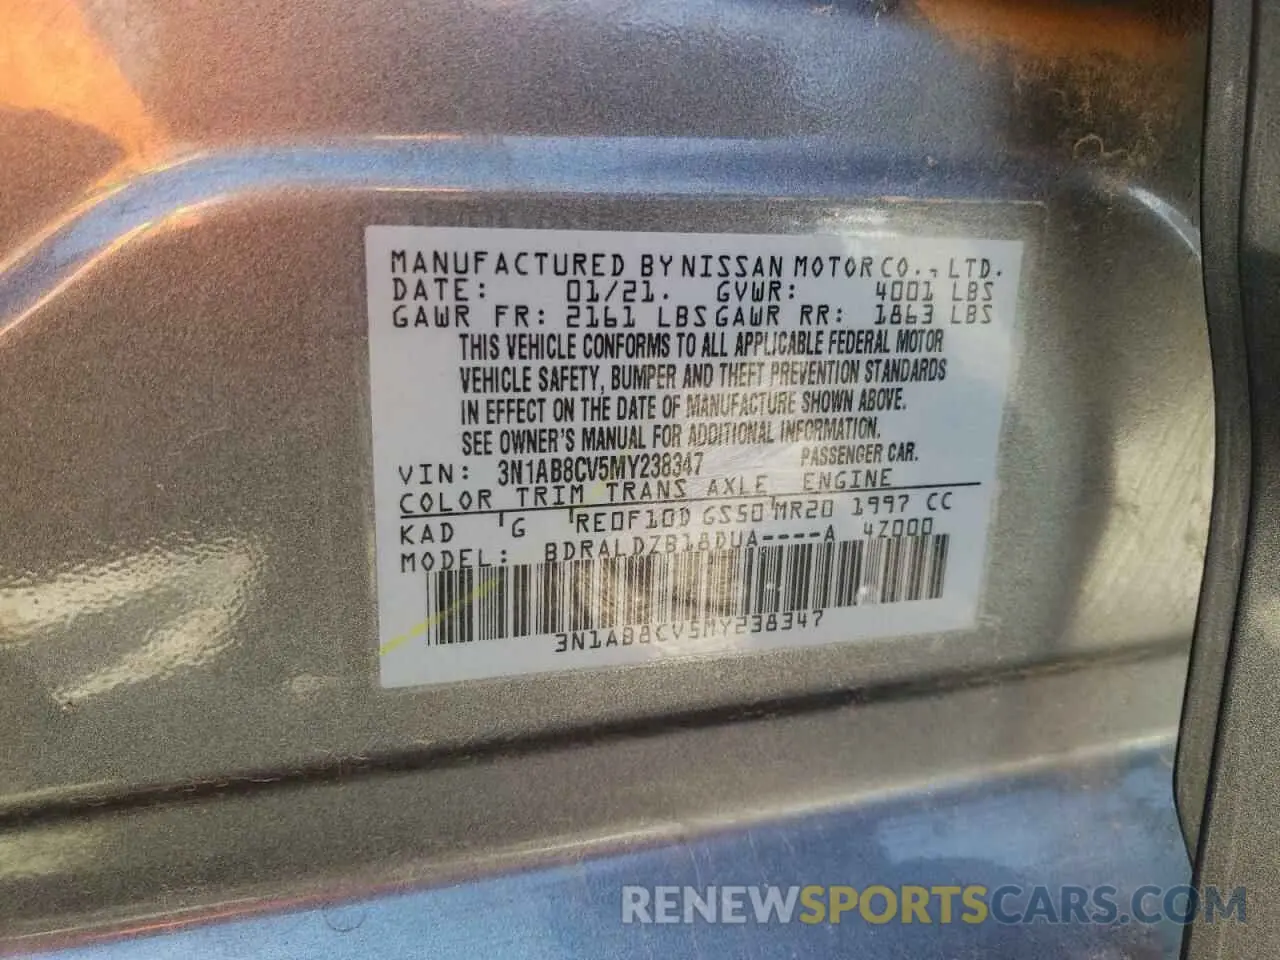 MANUFACTURED BY NISSAN MOTOR CO., LTD.
DATE: 01/21. GVWR: 4001 LBS
GAWR FR: 2161 LBS GAWR RR: 1863 LBS
THIS VEHICLE CONFORMS TO ALL APPLICABLE FEDERAL MOTOR
VEHICLE SAFETY, BUMPER AND THEFT PREVENTION STANDARDS
IN EFFECT ON THE DATE OF MANUFACTURE SHOWN ABOVE.
SEE OWNER'S MANUAL FOR ADDITIONAL INFORMATION.
VIN: 3N1AB8CV5MY238347 PASSENGER CAR.
COLOR TRIM TRANS AXLE ENGINE
KAD G RE0F10D GS50 MR20 1997 CC
MODEL: BDRALDZB18DUA----A 4Z000
3N1AB8CV5MY238347
RENEWSPORTSCARS.COM